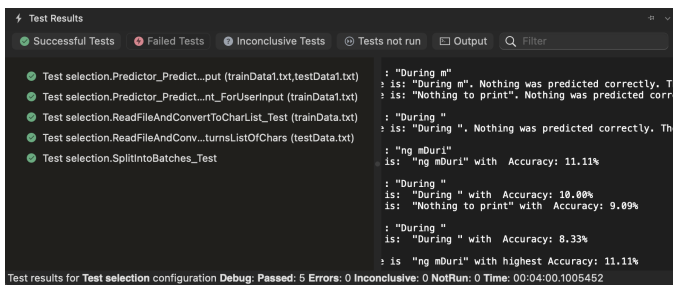 Test Results
Successful Tests Failed Tests Inconclusive Tests Tests not run Output Filter
Test selection.Predictor_Predict...put (trainData1.txt,testData1.txt)
Test selection.Predictor_Predict...nt_ForUserInput (trainData1.txt)
Test selection.ReadFileAndConvertToCharList_Test (trainData.txt)
Test selection.ReadFileAndConv...turnsListOfChars (testData.txt)
Test selection.SplitIntoBatches_Test
: "During m"
e is: "During m". Nothing was predicted correctly. T
e is: "Nothing to print". Nothing was predicted corr
: "During "
e is: "During ". Nothing was predicted correctly. The
: "ng mDuri"
is: "ng mDuri" with Accuracy: 11.11%
: "During "
is: "During " with Accuracy: 10.00%
is: "Nothing to print" with Accuracy: 9.09%
: "During "
is: "During " with Accuracy: 8.33%
e is "ng mDuri" with highest Accuracy: 11.11%
Test results for Test selection configuration Debug: Passed: 5 Errors: 0 Inconclusive: 0 NotRun: 0 Time: 00:04:00.1005452